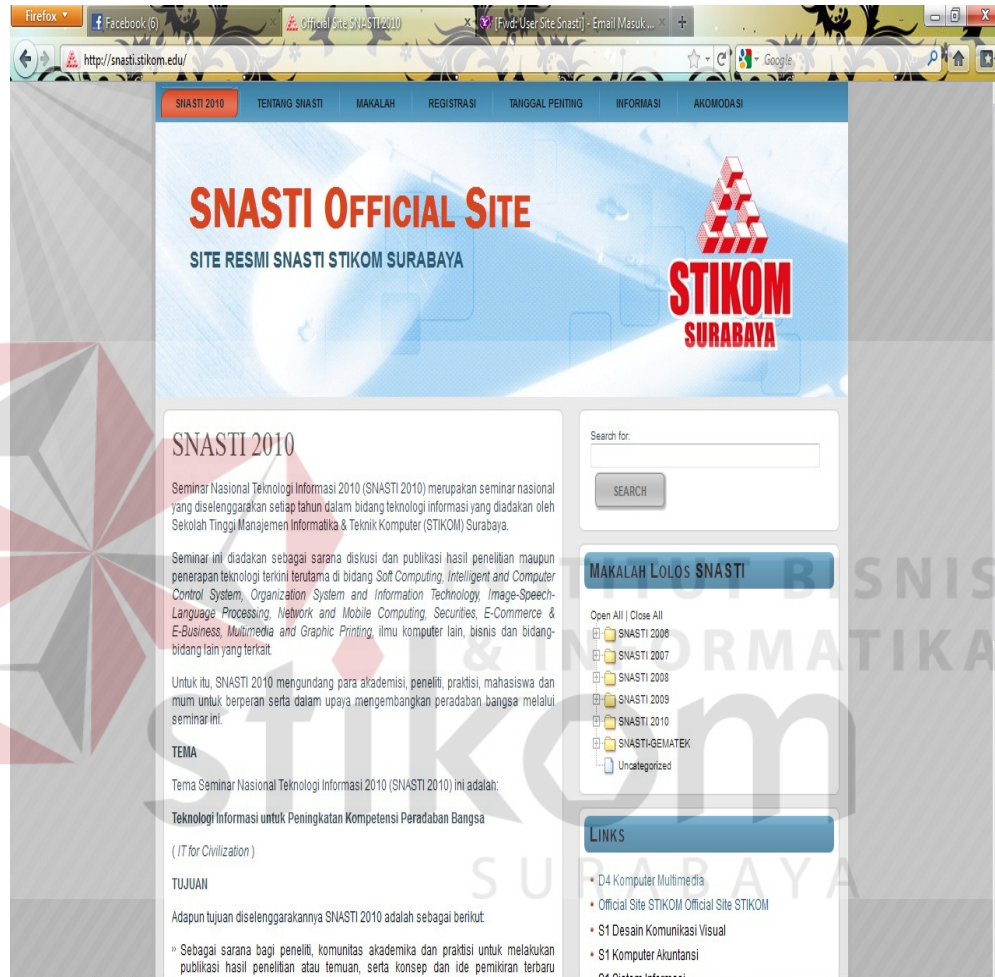 Firefox
Facebook (6)
Official Site SNASTI 2010
[Fwd: User Site Snasti] - Email Masuk ...
http://snasti.stikom.edu/
Google
SNASTI 2010
TENTANG SNASTI
MAKALAH
REGISTRASI
TANGGAL PENTING
INFORMASI
AKOMODASI
SNASTI OFFICIAL SITE
SITE RESMI SNASTI STIKOM SURABAYA
STIKOM
SURABAYA
SNASTI 2010
Seminar Nasional Teknologi Informasi 2010 (SNASTI 2010) merupakan seminar nasional
yang diselenggarakan setiap tahun dalam bidang teknologi informasi yang diadakan oleh
Sekolah Tinggi Manajemen Informatika & Teknik Komputer (STIKOM) Surabaya.
Seminar ini diadakan sebagai sarana diskusi dan publikasi hasil penelitian maupun
penerapan teknologi terkini terutama di bidang Soft Computing, Intelligent and Computer
Control System, Organization System and Information Technology, Image-Speech-
Language Processing, Network and Mobile Computing, Securities, E-Commerce &
E-Business, Multimedia and Graphic Printing, ilmu komputer lain, bisnis dan bidang-
bidang lain yang terkait.
Untuk itu, SNASTI 2010 mengundang para akademisi, peneliti, praktisi, mahasiswa dan
mum untuk berperan serta dalam upaya mengembangkan peradaban bangsa melalui
seminar ini.
TEMA
Tema Seminar Nasional Teknologi Informasi 2010 (SNASTI 2010) ini adalah:
Teknologi Informasi untuk Peningkatan Kompetensi Peradaban Bangsa
( IT for Civilization )
TUJUAN
Adapun tujuan diselenggarakannya SNASTI 2010 adalah sebagai berikut:
» Sebagai sarana bagi peneliti, komunitas akademika dan praktisi untuk melakukan
publikasi hasil penelitian atau temuan, serta konsep dan ide pemikiran terbaru
Search for:
SEARCH
MAKALAH LOLOS SNASTI
Open All | Close All
SNASTI 2006
SNASTI 2007
SNASTI 2008
SNASTI 2009
SNASTI 2010
SNASTI-GEMATEK
Uncategorized
LINKS
• D4 Komputer Multimedia
• Official Site STIKOM Official Site STIKOM
• S1 Desain Komunikasi Visual
• S1 Komputer Akuntansi
S1 Sistem Informasi
INSTITUT BISNIS
& INFORMATIKA
stikom
SURABAYA